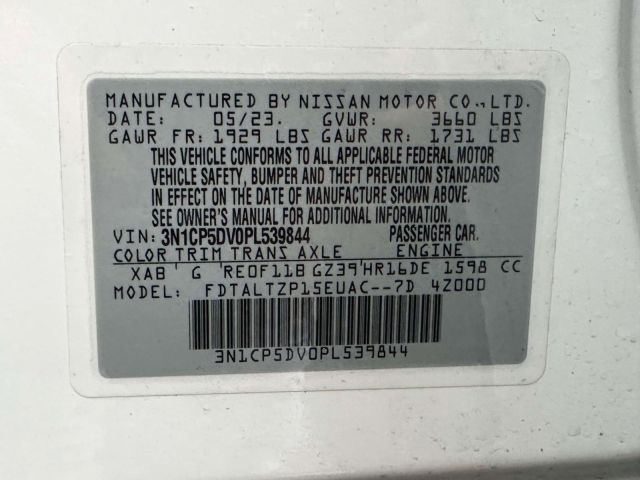 MANUFACTURED BY NISSAN MOTOR CO., LTD.
DATE: 05/23. GVWR: 3660 LBS
GAWR FR: 1929 LBS GAWR RR: 1731 LBS
THIS VEHICLE CONFORMS TO ALL APPLICABLE FEDERAL MOTOR
VEHICLE SAFETY, BUMPER AND THEFT PREVENTION STANDARDS
IN EFFECT ON THE DATE OF MANUFACTURE SHOWN ABOVE.
SEE OWNER'S MANUAL FOR ADDITIONAL INFORMATION.
VIN: 3N1CP5DV0PL539844 PASSENGER CAR.
COLOR TRIM TRANS AXLE ENGINE
XAB G RE0F11B GZ39 HR16DE 1598 CC
MODEL: FDTALTZP15EUAC--7D 4Z000
3N1CP5DV0PL539844